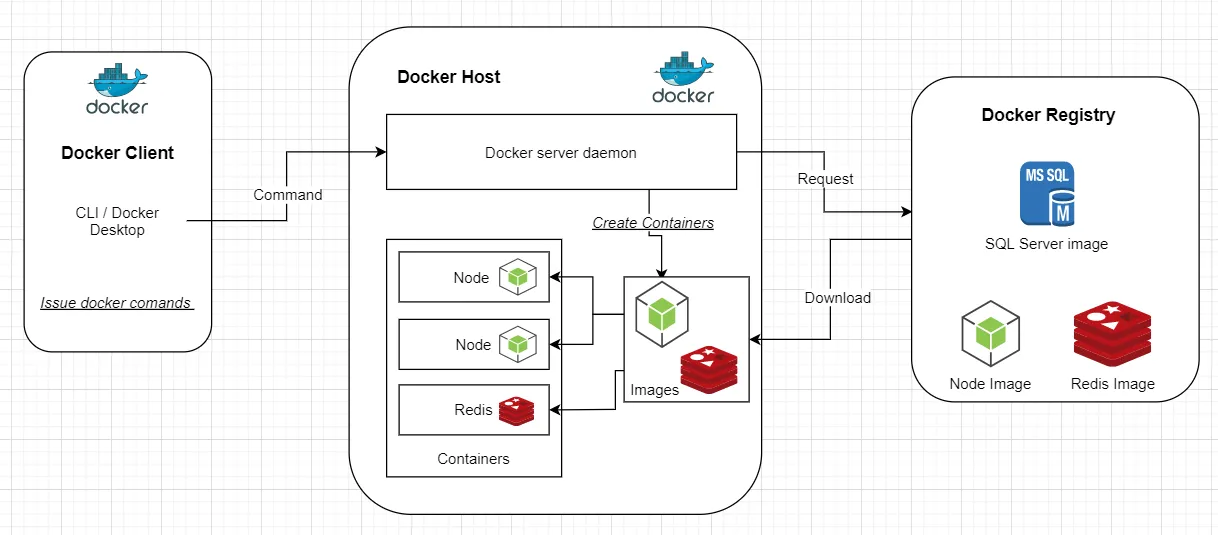 docker
Docker Client
CLI / Docker
Desktop
Issue docker comands
Command
Docker Host
docker
Docker server daemon
Create Containers
Node
Node
Redis
Containers
Images
Request
Download
Docker Registry
MS SQL
M
SQL Server image
Node Image
Redis Image